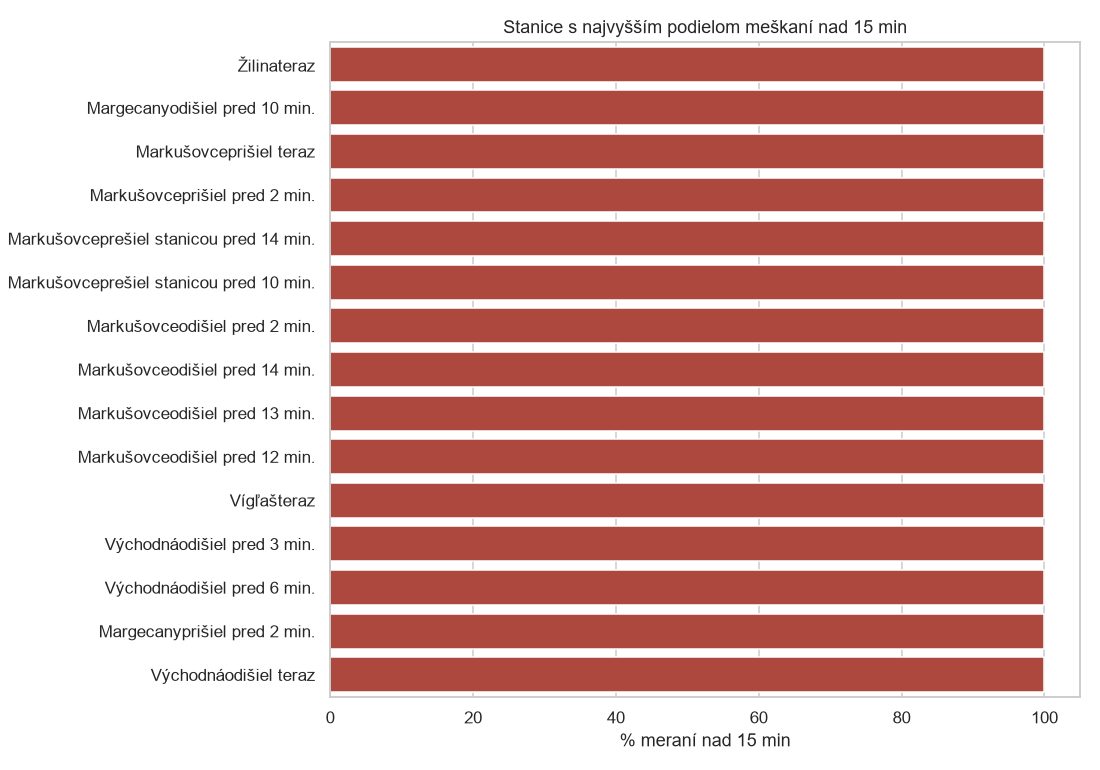 Stanice s najvyšším podielom meškaní nad 15 min
Žilinateraz
Margecanyodišiel pred 10 min.
Markušovceprišiel teraz
Markušovceprišiel pred 2 min.
Markušovceprešiel stanicou pred 14 min.
Markušovceprešiel stanicou pred 10 min.
Markušovceodišiel pred 2 min.
Markušovceodišiel pred 14 min.
Markušovceodišiel pred 13 min.
Markušovceodišiel pred 12 min.
Vígľašteraz
Východnáodišiel pred 3 min.
Východnáodišiel pred 6 min.
Margecanyprišiel pred 2 min.
Východnáodišiel teraz
0 20 40 60 80 100
% meraní nad 15 min